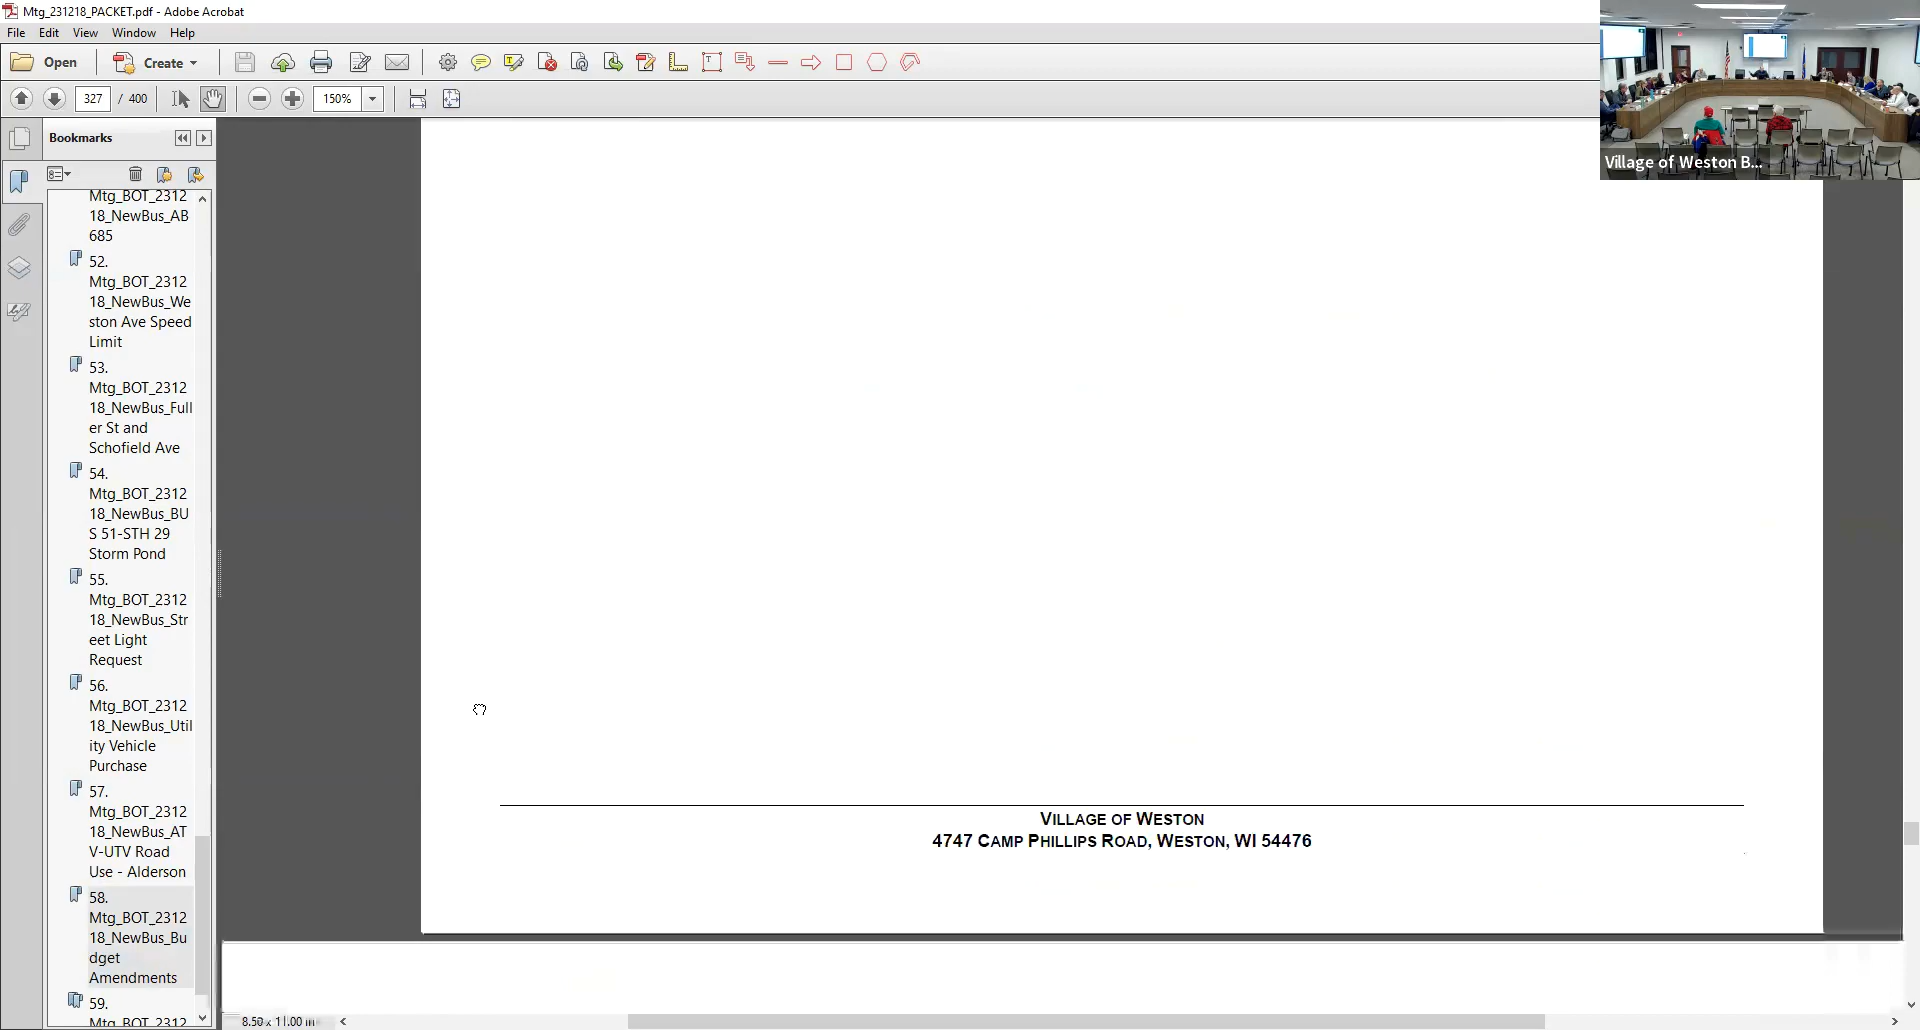 Mtg_231218_PACKET.pdf - Adobe Acrobat
File Edit View Window Help
Open Create
327 / 400 150%
Bookmarks
Mtg_BOT_2312
18_NewBus_AB
685
52.
Mtg_BOT_2312
18_NewBus_We
ston Ave Speed
Limit
53.
Mtg_BOT_2312
18_NewBus_Full
er St and
Schofield Ave
54.
Mtg_BOT_2312
18_NewBus_BU
S 51-STH 29
Storm Pond
55.
Mtg_BOT_2312
18_NewBus_Str
eet Light
Request
56.
Mtg_BOT_2312
18_NewBus_Util
ity Vehicle
Purchase
57.
Mtg_BOT_2312
18_NewBus_AT
V-UTV Road
Use - Alderson
58.
Mtg_BOT_2312
18_NewBus_Bu
dget
Amendments
59.
Mtg_BOT_2312
VILLAGE OF WESTON
4747 CAMP PHILLIPS ROAD, WESTON, WI 54476
8.50 x 11.00 in
Village of Weston B...